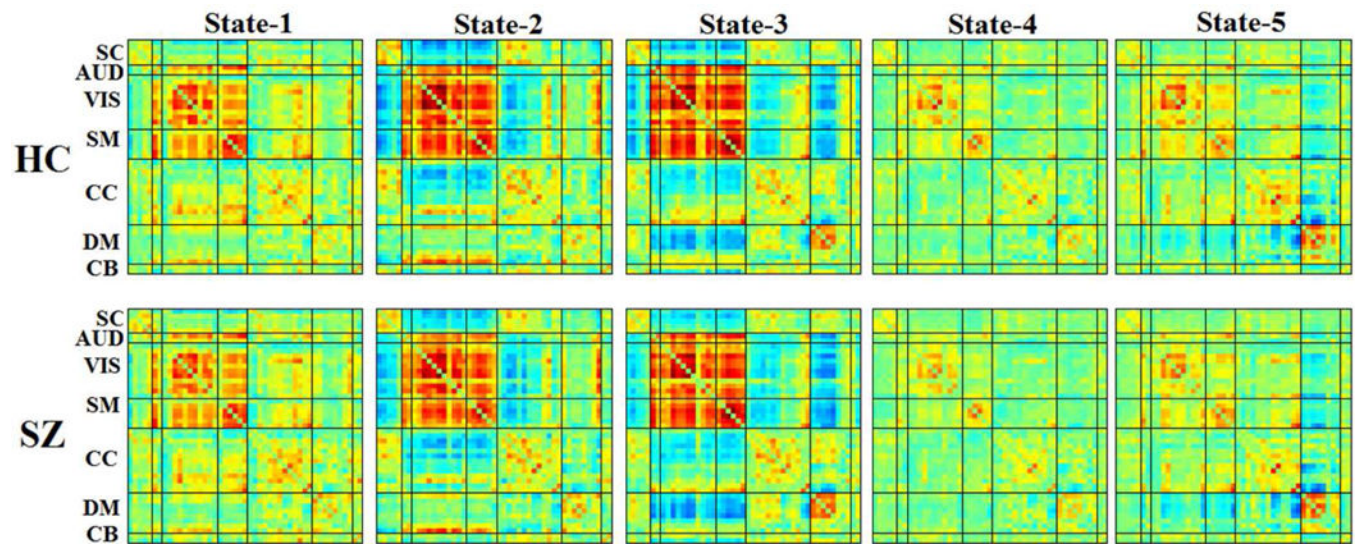 State-1 State-2 State-3 State-4 State-5
SC
AUD
VIS
SM
HC
CC
DM
CB
SC
AUD
VIS
SM
SZ
CC
DM
CB